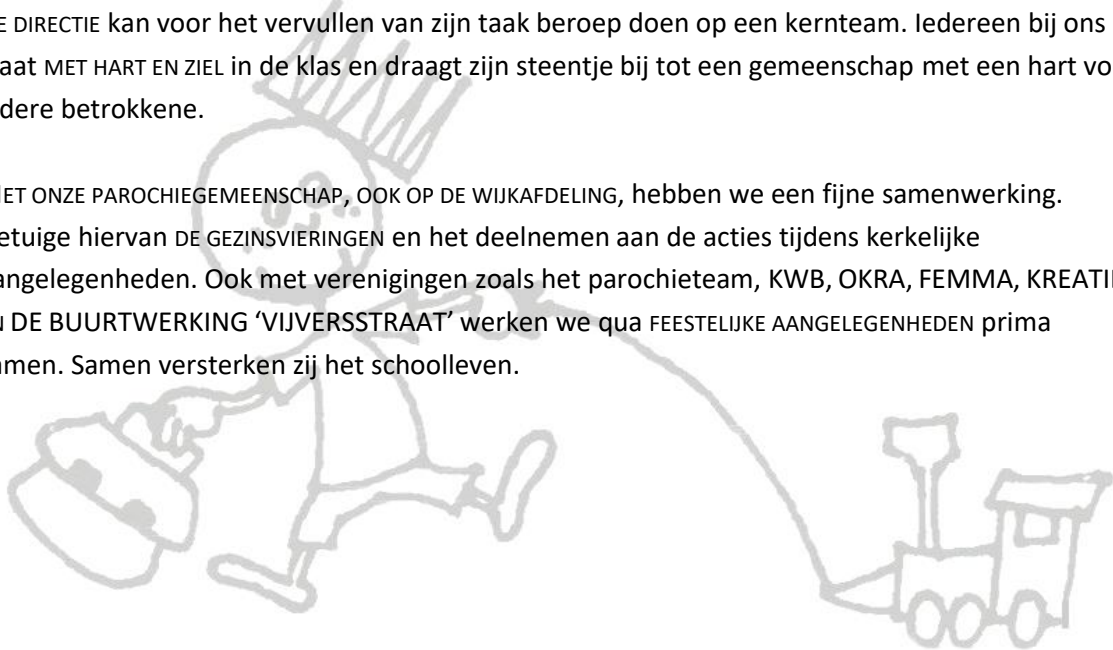 E DIRECTIE kan voor het vervullen van zijn taak beroep doen op een kernteam. Iedereen bij ons
aat MET HART EN ZIEL in de klas en draagt zijn steentje bij tot een gemeenschap met een hart vo
dere betrokkene.
ET ONZE PAROCHIEGEMEENSCHAP, OOK OP DE WIJKAFDELING, hebben we een fijne samenwerking.
etuige hiervan DE GEZINSVIERINGEN en het deelnemen aan de acties tijdens kerkelijke
angelegenheden. Ook met verenigingen zoals het parochieteam, KWB, OKRA, FEMMA, KREATI
DE BUURTWERKING ‘VIJVERSSTRAAT’ werken we qua FEESTELIJKE AANGELEGENHEDEN prima
amen. Samen versterken zij het schoolleven.